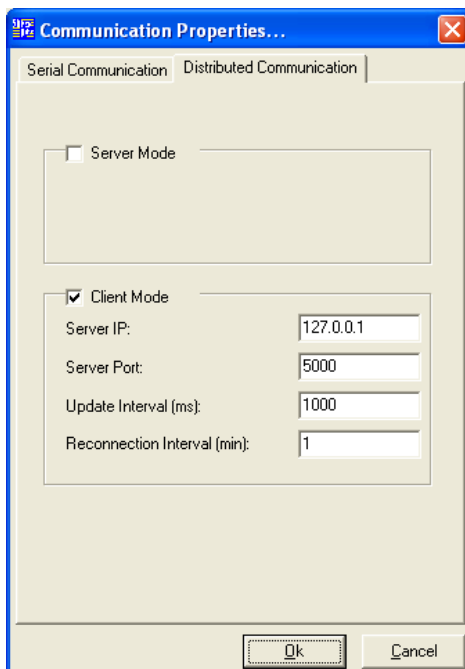 Communication Properties...
Serial Communication Distributed Communication
Server Mode
Client Mode
Server IP: 127.0.0.1
Server Port: 5000
Update Interval (ms): 1000
Reconnection Interval (min): 1
Ok Cancel